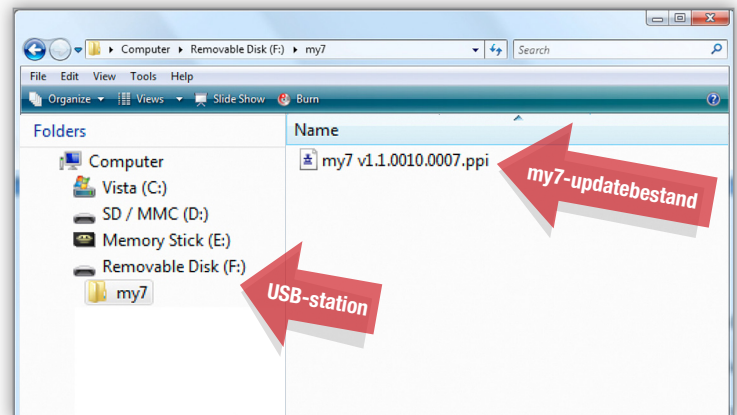 Computer ▸ Removable Disk (F:) ▸ my7
Search
File Edit View Tools Help
Organize Views Slide Show Burn
Folders
Name
Computer
my7 v1.1.0010.0007.ppi
my7-updatebestand
Vista (C:)
SD / MMC (D:)
Memory Stick (E:)
Removable Disk (F:)
my7
USB-station